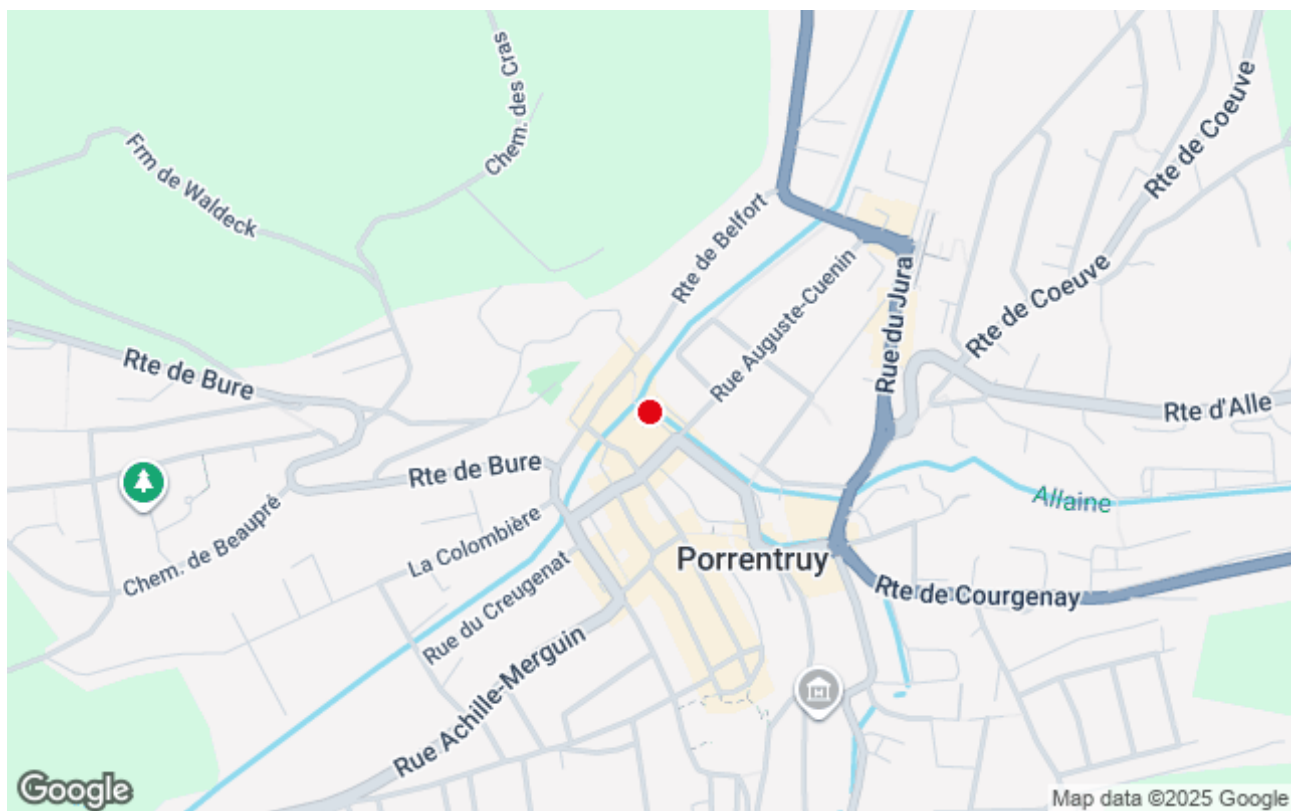 Chem. des Cras
Frm de Waldeck
Rte de Coeuve
Rte de Belfort
Rue Auguste-Cuenin
Rue du Jura
Rte de Coeuve
Rte de Bure
Rte d'Alle
Rte de Bure
Allaine
Chem. de Beaupré
La Colombière
Porrentruy
Rue du Creugenat
Rte de Courgenay
Rue Achille-Merguin
Google
Map data ©2025 Google